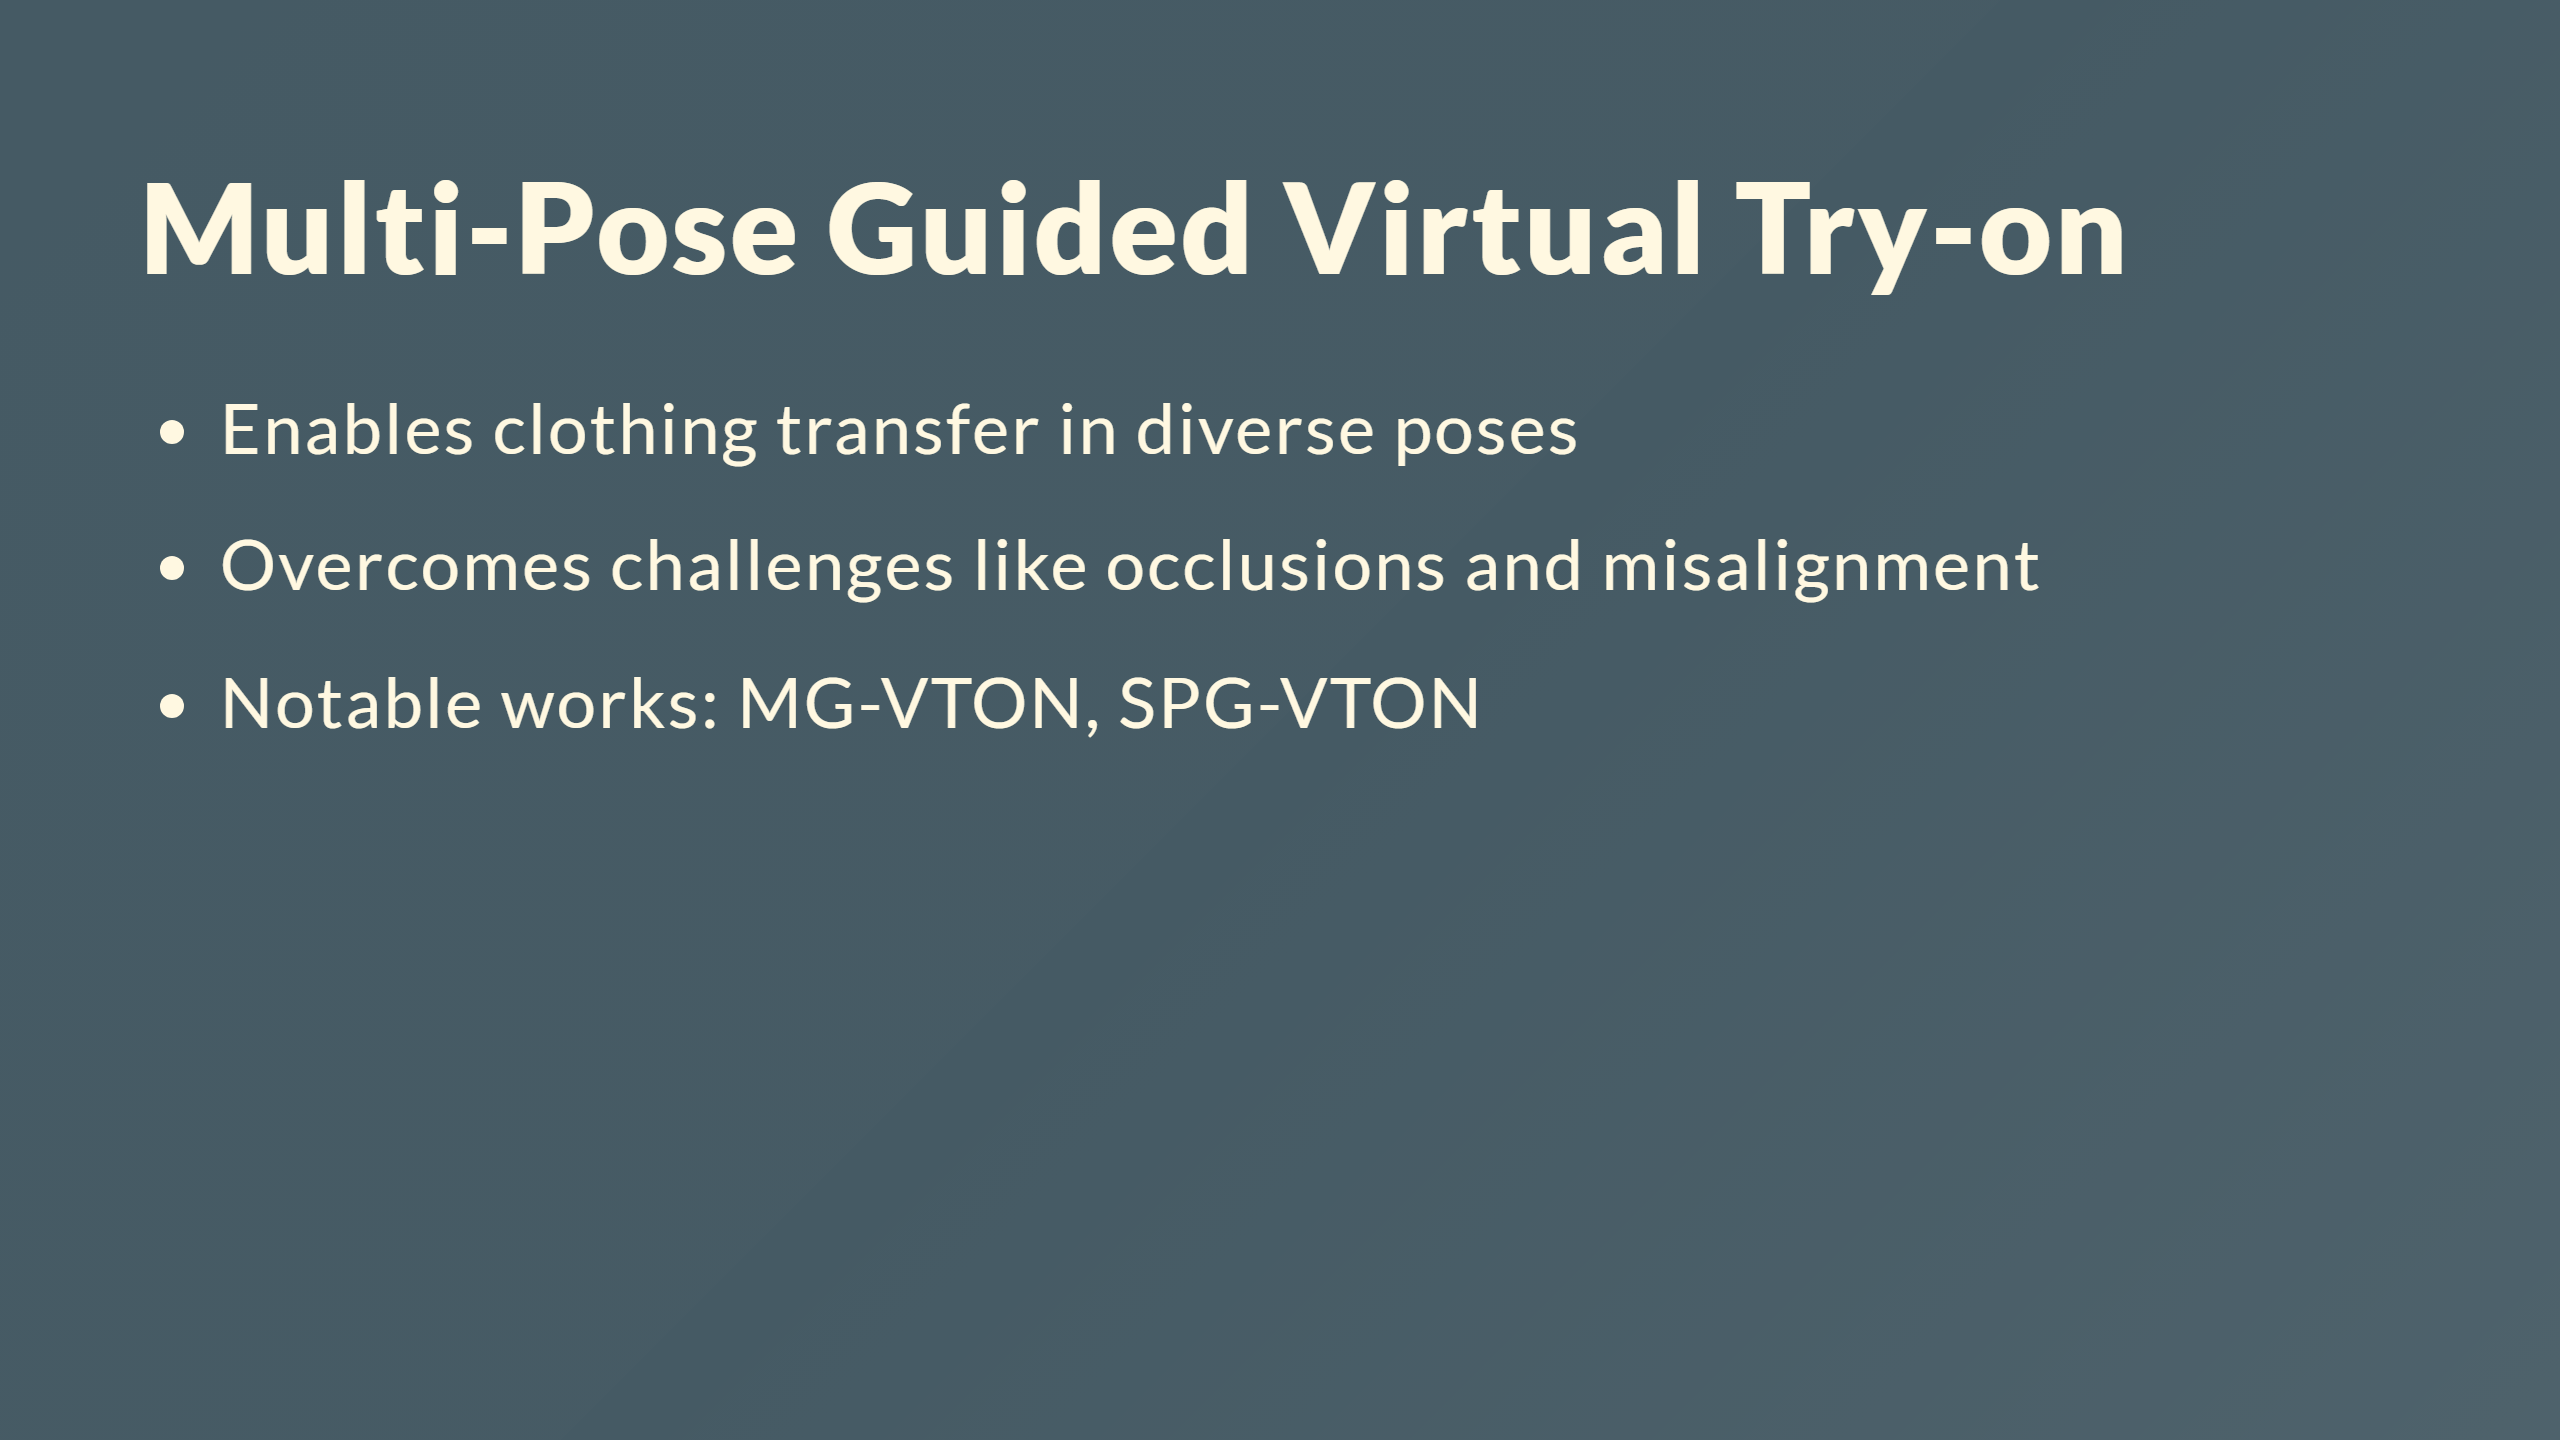 Multi-Pose Guided Virtual Try-on
• Enables clothing transfer in diverse poses
• Overcomes challenges like occlusions and misalignment
• Notable works: MG-VTON, SPG-VTON